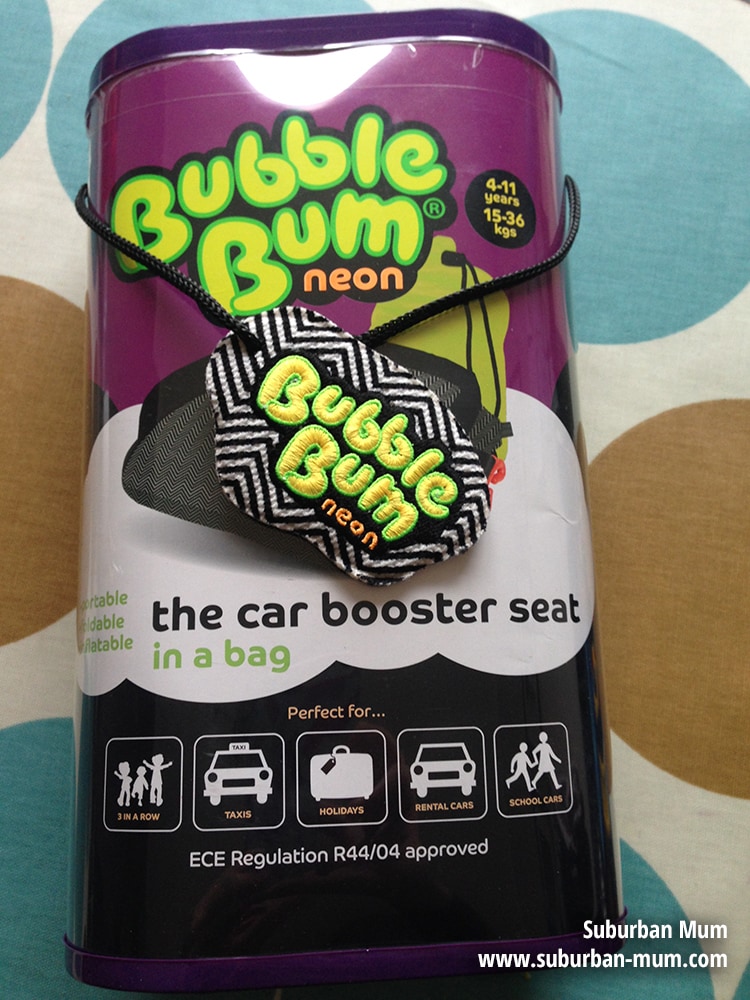 Bubble
Bum®
neon
4-11
years
15-36
kgs
Bubble
Bum
neon
the car booster seat
in a bag
Perfect for...
3 IN A ROW
TAXI
TAXIS
HOLIDAYS
RENTAL CARS
SCHOOL CARS
ECE Regulation R44/04 approved
Suburban Mum
www.suburban-mum.com